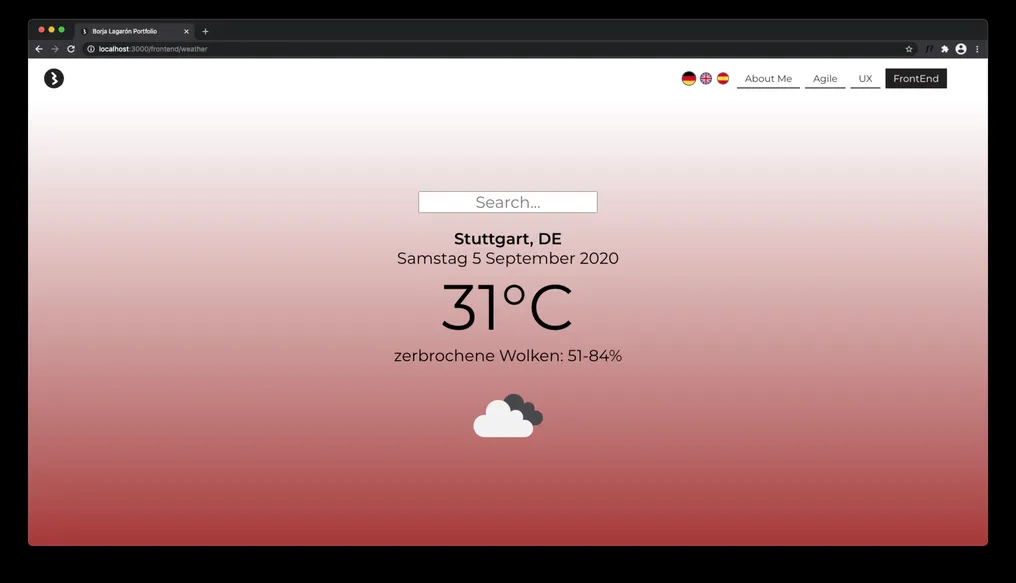 Borja Lagarón Portfolio
localhost:3000/frontend/weather
About Me
Agile
UX
FrontEnd
Search...
Stuttgart, DE
Samstag 5 September 2020
31°C
zerbrochene Wolken: 51-84%